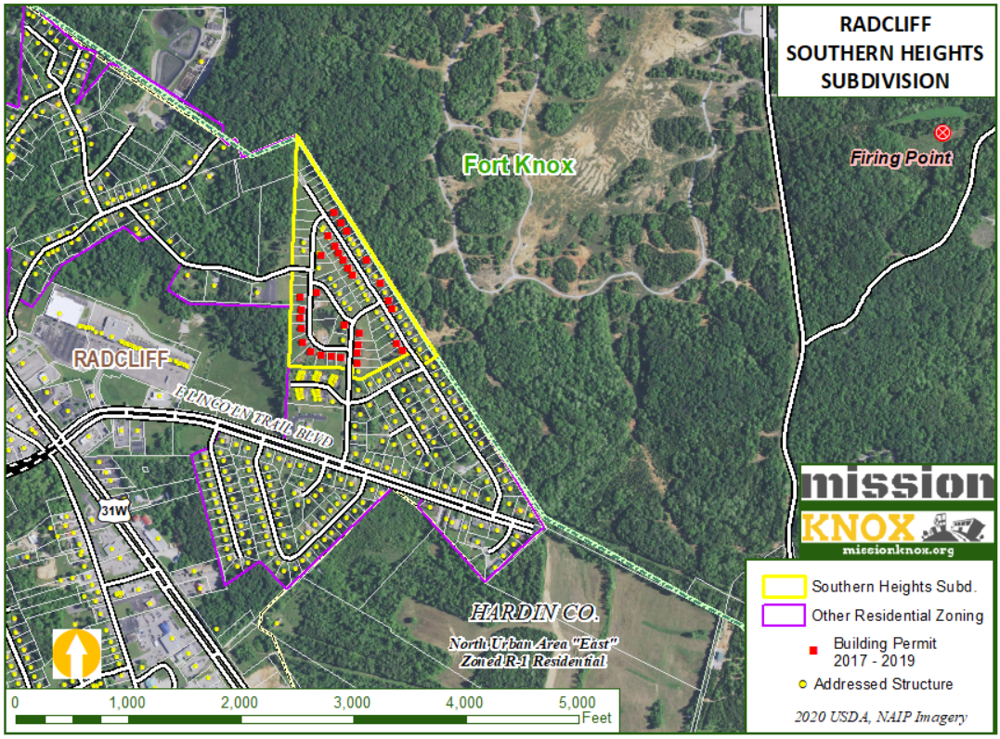 RADCLIFF
SOUTHERN HEIGHTS
SUBDIVISION
Fort Knox
Firing Point
RADCLIFF
E LINCOLN TRAIL BLVD
31W
HARDIN CO.
North Urban Area "East"
Zoned R-1 Residential
mission
KNOX
missionknox.org
Southern Heights Subd.
Other Residential Zoning
Building Permit
2017 - 2019
Addressed Structure
2020 USDA, NAIP Imagery
0 1,000 2,000 3,000 4,000 5,000
Feet